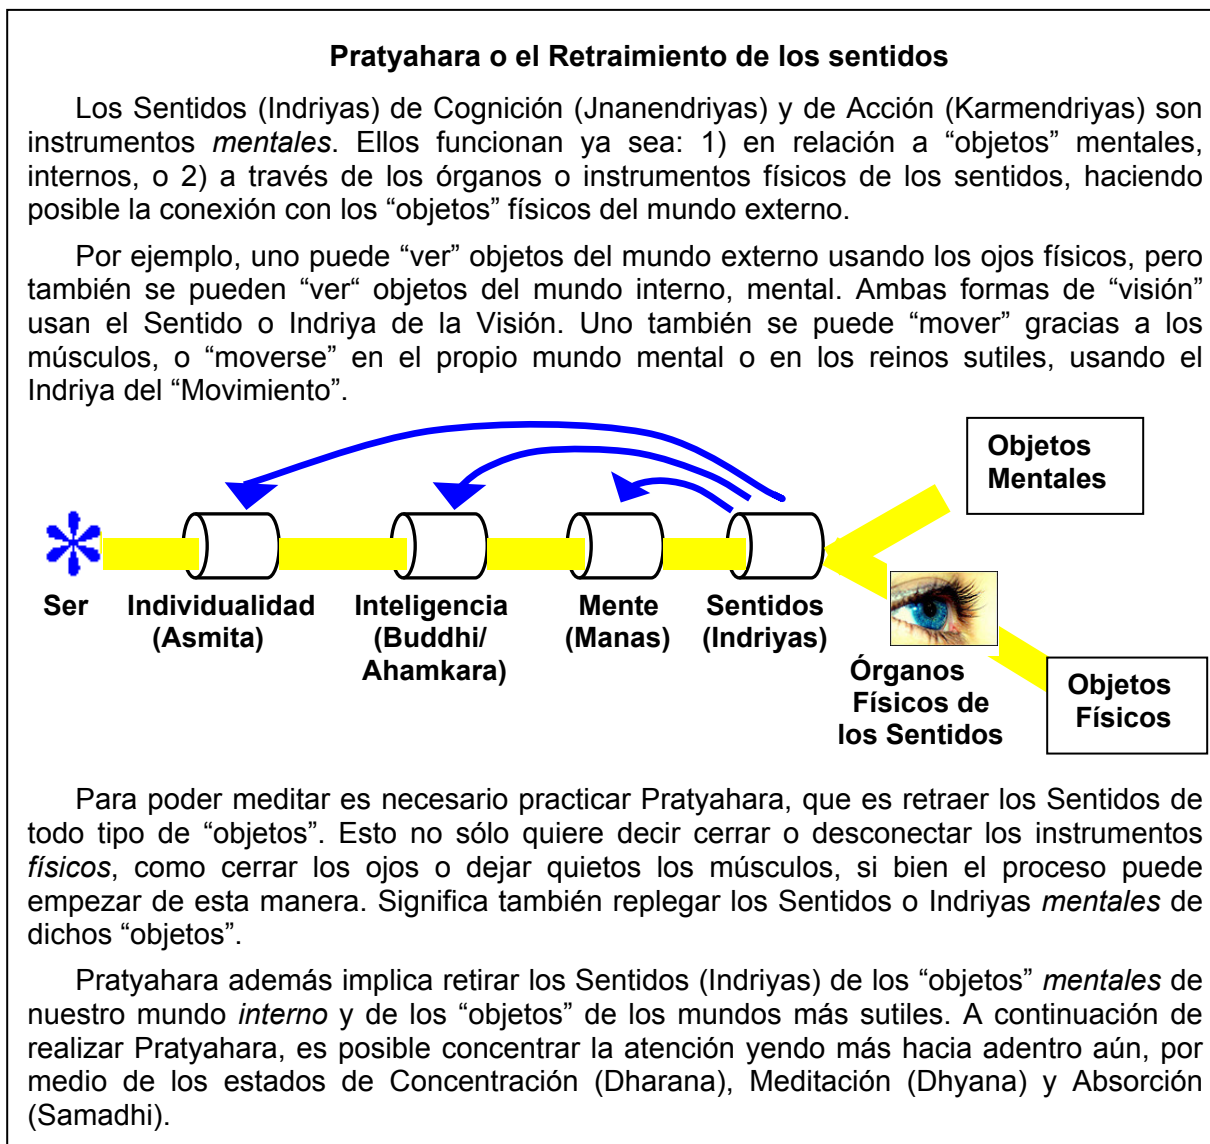 Pratyahara o el Retraimiento de los sentidos
Los Sentidos (Indriyas) de Cognición (Jnanendriyas) y de Acción (Karmendriyas) son
instrumentos mentales. Ellos funcionan ya sea: 1) en relación a “objetos” mentales,
internos, o 2) a través de los órganos o instrumentos físicos de los sentidos, haciendo
posible la conexión con los “objetos” físicos del mundo externo.
Por ejemplo, uno puede “ver” objetos del mundo externo usando los ojos físicos, pero
también se pueden “ver“ objetos del mundo interno, mental. Ambas formas de “visión”
usan el Sentido o Indriya de la Visión. Uno también se puede “mover” gracias a los
músculos, o “moverse” en el propio mundo mental o en los reinos sutiles, usando el
Indriya del “Movimiento”.
Objetos
Mentales
Ser
Individualidad
(Asmita)
Inteligencia
(Buddhi/
Ahamkara)
Mente
(Manas)
Sentidos
(Indriyas)
Órganos
Físicos de
los Sentidos
Objetos
Físicos
Para poder meditar es necesario practicar Pratyahara, que es retraer los Sentidos de
todo tipo de “objetos”. Esto no sólo quiere decir cerrar o desconectar los instrumentos
físicos, como cerrar los ojos o dejar quietos los músculos, si bien el proceso puede
empezar de esta manera. Significa también replegar los Sentidos o Indriyas mentales de
dichos “objetos”.
Pratyahara además implica retirar los Sentidos (Indriyas) de los “objetos” mentales de
nuestro mundo interno y de los “objetos” de los mundos más sutiles. A continuación de
realizar Pratyahara, es posible concentrar la atención yendo más hacia adentro aún, por
medio de los estados de Concentración (Dharana), Meditación (Dhyana) y Absorción
(Samadhi).